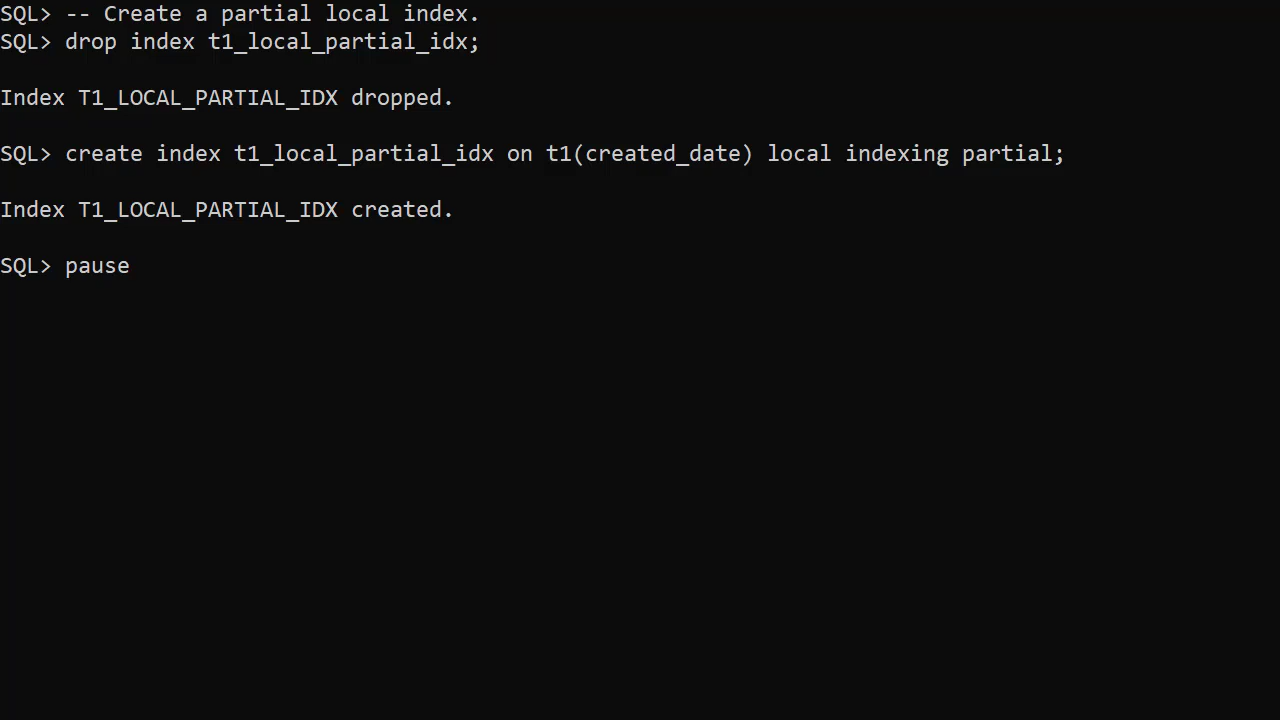 SQL> -- Create a partial local index.
SQL> drop index t1_local_partial_idx;
Index T1_LOCAL_PARTIAL_IDX dropped.
SQL> create index t1_local_partial_idx on t1(created_date) local indexing partial;
Index T1_LOCAL_PARTIAL_IDX created.
SQL> pause